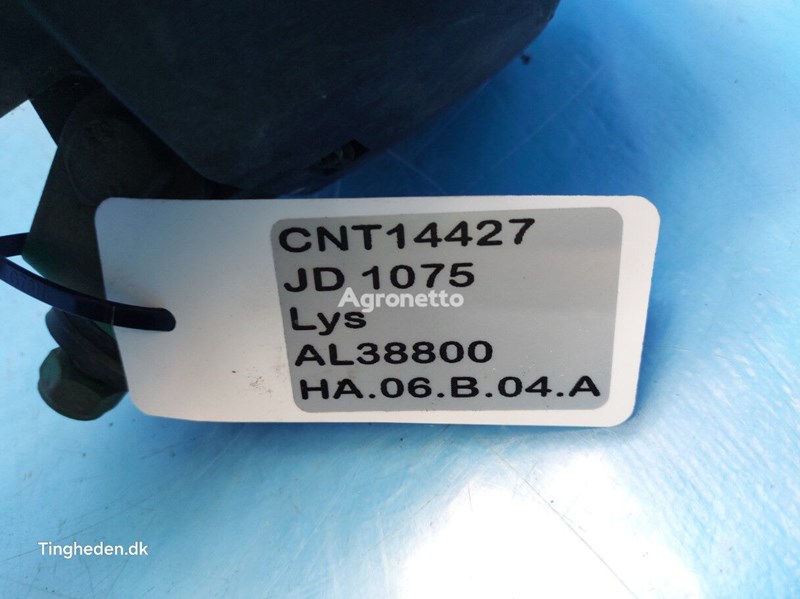 CNT14427
JD 1075
Agronetto
Lys
AL38800
HA.06.B.04.A
Tingheden.dk